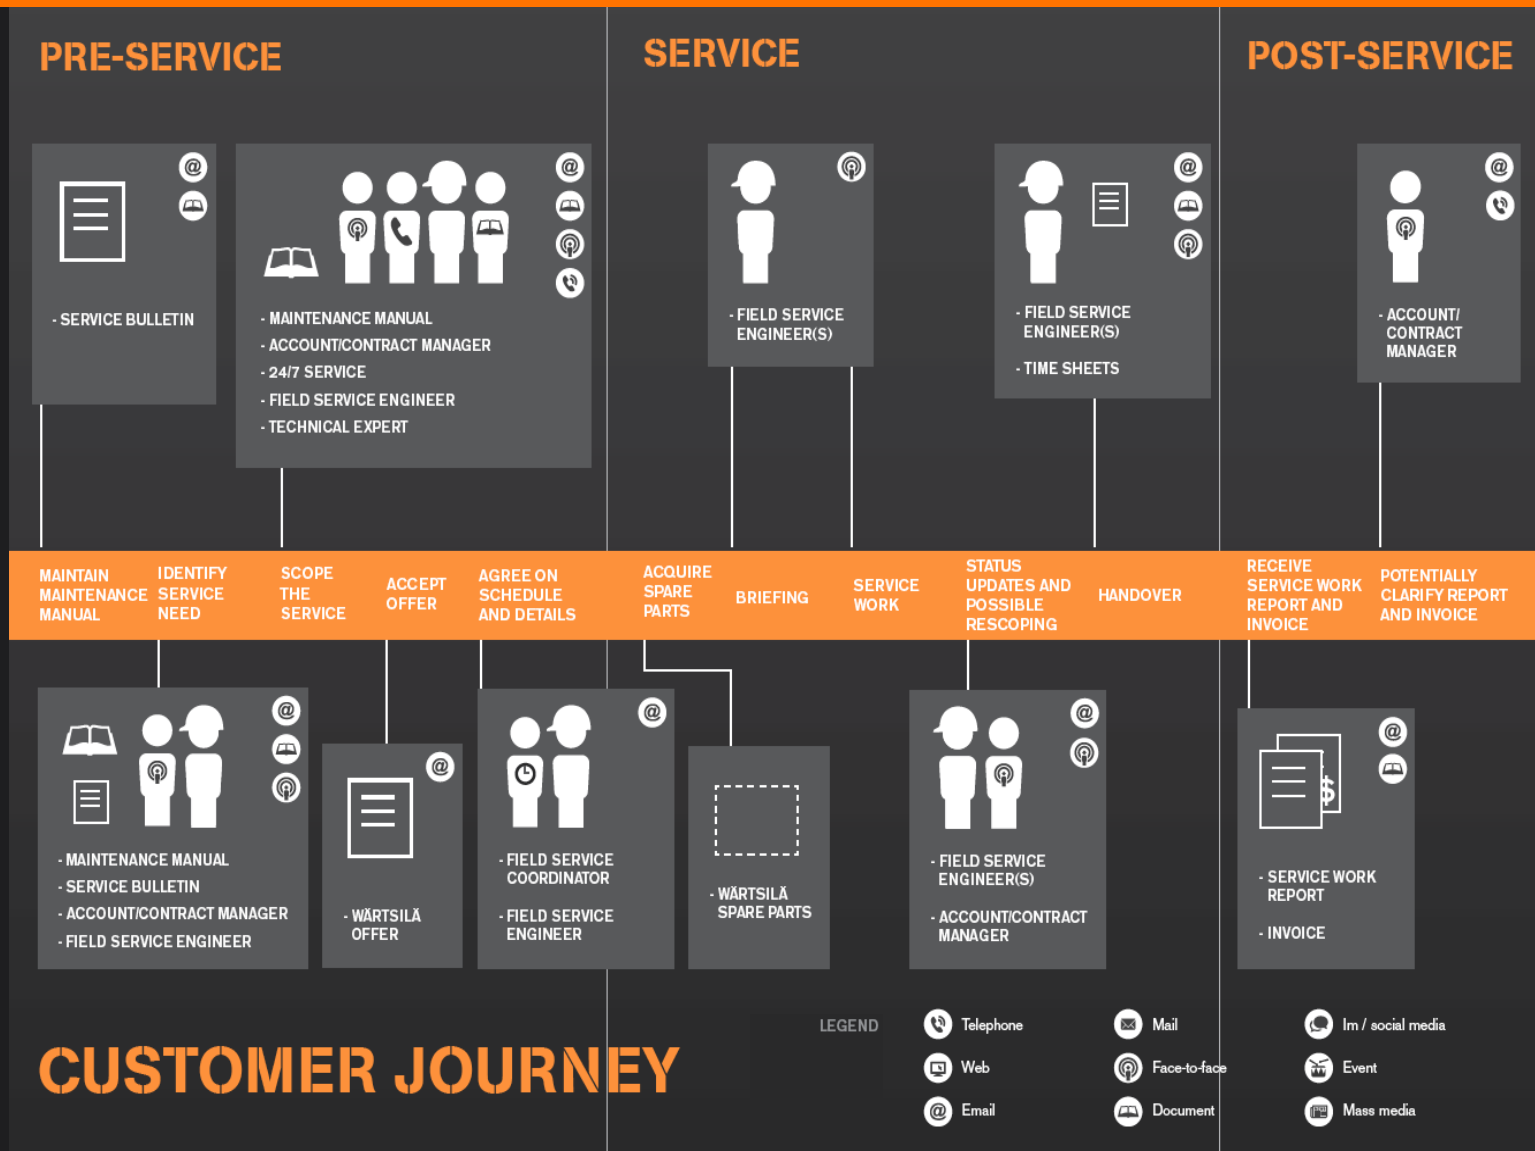 PRE-SERVICE
SERVICE
POST-SERVICE
- SERVICE BULLETIN
- MAINTENANCE MANUAL
- ACCOUNT/CONTRACT MANAGER
- 24/7 SERVICE
- FIELD SERVICE ENGINEER
- TECHNICAL EXPERT
- FIELD SERVICE
ENGINEER(S)
- FIELD SERVICE
ENGINEER(S)
- TIME SHEETS
- ACCOUNT/
CONTRACT
MANAGER
MAINTAIN
MAINTENANCE
MANUAL
IDENTIFY
SERVICE
NEED
SCOPE
THE
SERVICE
ACCEPT
OFFER
AGREE ON
SCHEDULE
AND DETAILS
ACQUIRE
SPARE
PARTS
BRIEFING
SERVICE
WORK
STATUS
UPDATES AND
POSSIBLE
RESCOPING
HANDOVER
RECEIVE
SERVICE WORK
REPORT AND
INVOICE
POTENTIALLY
CLARIFY REPORT
AND INVOICE
- MAINTENANCE MANUAL
- SERVICE BULLETIN
- ACCOUNT/CONTRACT MANAGER
- FIELD SERVICE ENGINEER
- WÄRTSILÄ
OFFER
- FIELD SERVICE
COORDINATOR
- FIELD SERVICE
ENGINEER
- WÄRTSILÄ
SPARE PARTS
- FIELD SERVICE
ENGINEER(S)
- ACCOUNT/CONTRACT
MANAGER
$
- SERVICE WORK
REPORT
- INVOICE
CUSTOMER JOURNEY
LEGEND
Telephone
Web
@ Email
Mail
Face-to-face
Document
Im / social media
Event
Mass media